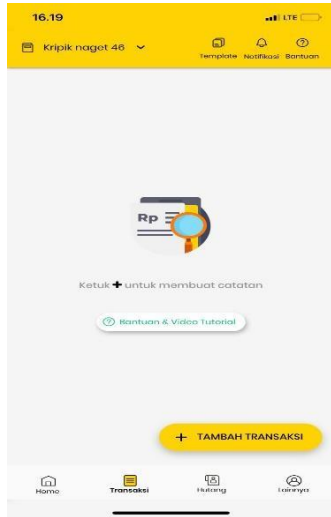 16.19
LTE
Kripik naget 46
Template Notifikasi Bantuan
Rp
Ketuk + untuk membuat catatan
Bantuan & Video Tutorial
+ TAMBAH TRANSAKSI
Home Transaksi Hutang Lainnya